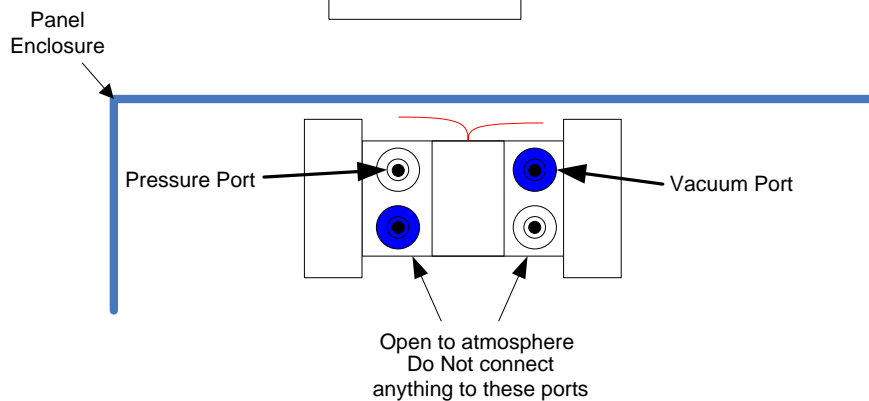 Panel
Enclosure
Pressure Port
Vacuum Port
Open to atmosphere
Do Not connect
anything to these ports